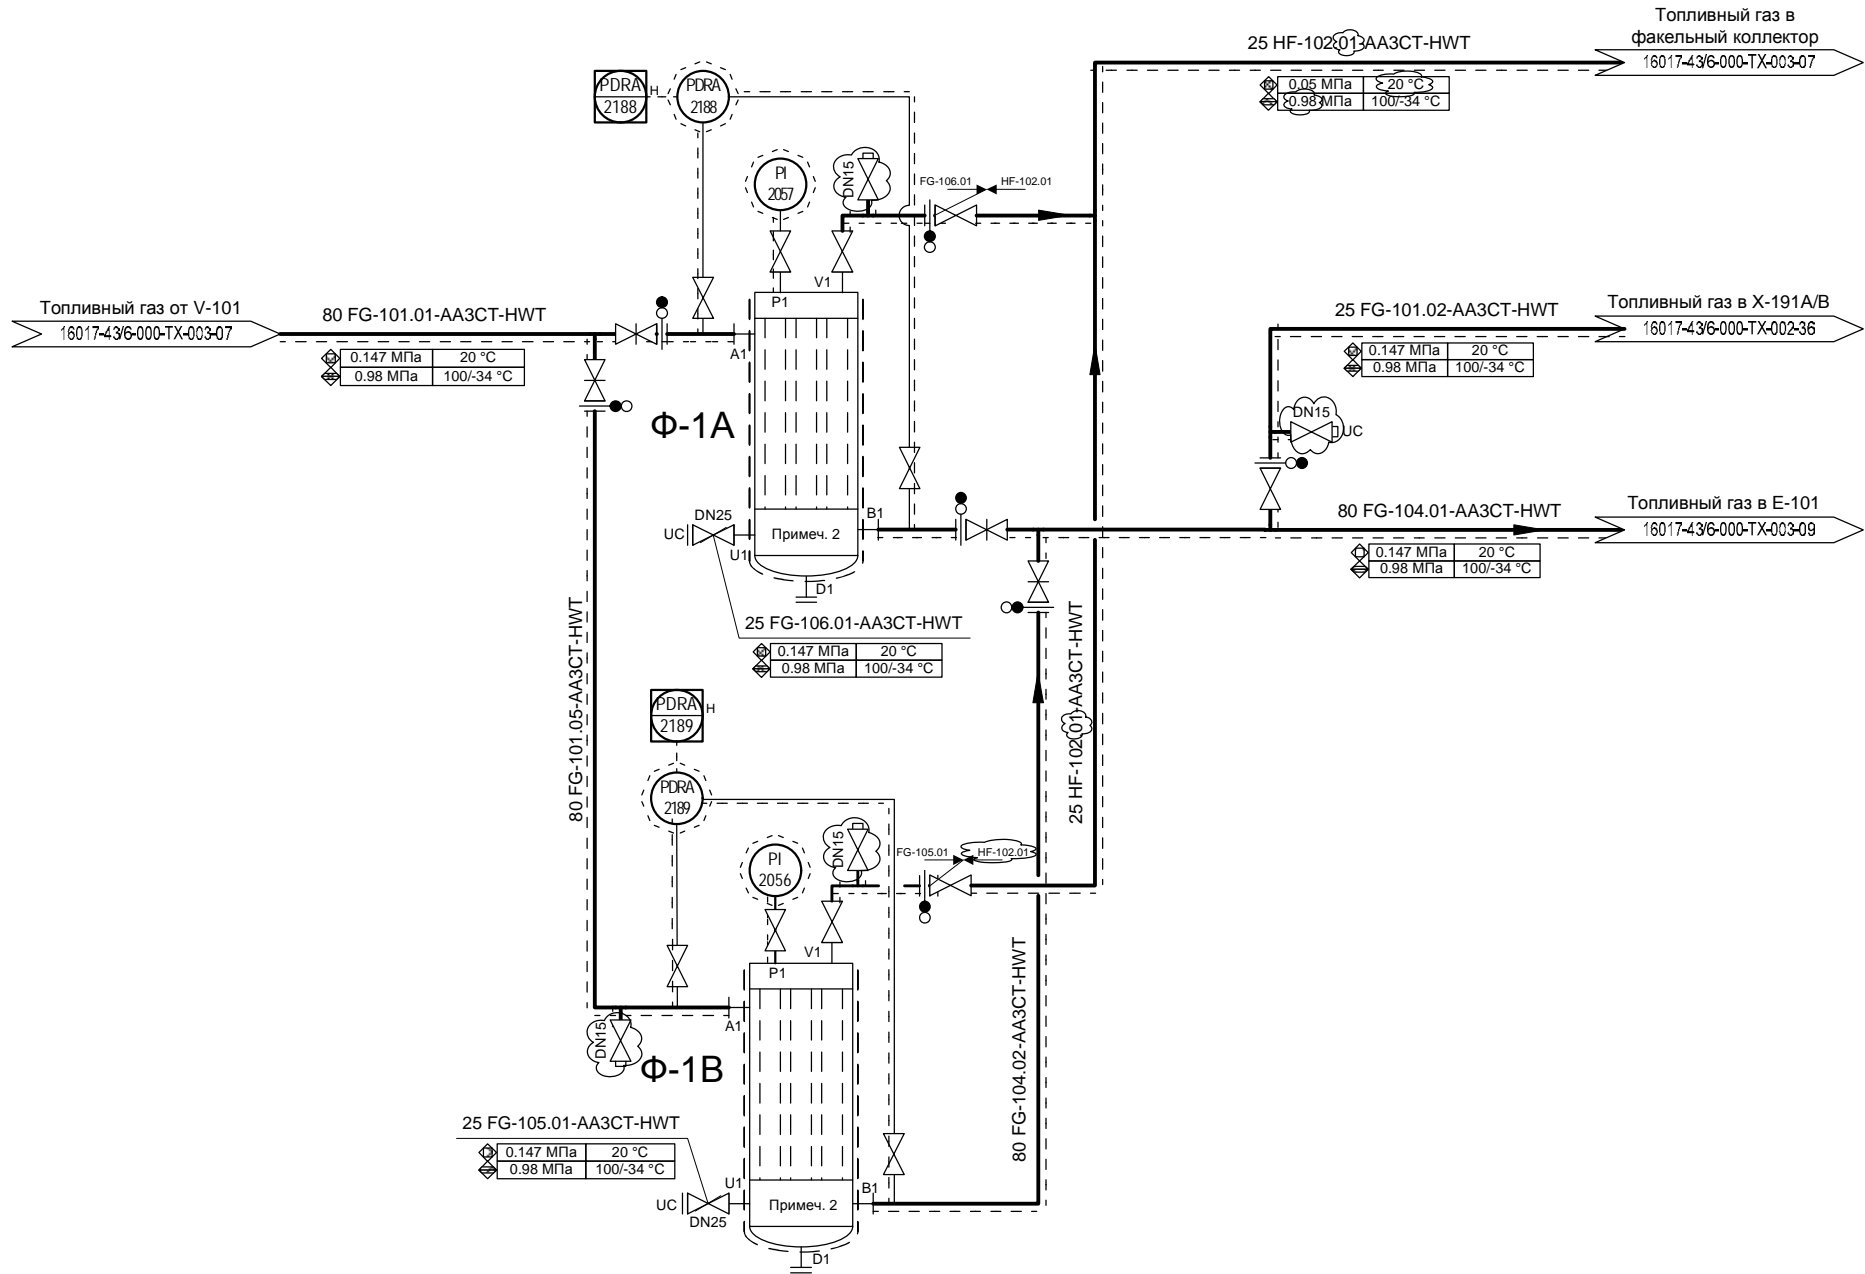 Топливный газ в
факельный коллектор
16017-43/6-000-ТХ-003-07
25 HF-102.01-AA3CT-HWT
0.05 МПа 20 °C
0.98 МПа 100/-34 °C
PDRA
2188
H
PDRA
2188
PI
2057
DN15
FG-106.01
HF-102.01
V1
P1
Топливный газ от V-101
16017-43/6-000-ТХ-003-07
80 FG-101.01-AA3CT-HWT
0.147 МПа 20 °C
0.98 МПа 100/-34 °C
A1
Ф-1А
Топливный газ в Х-191А/В
16017-43/6-000-ТХ-002-36
25 FG-101.02-AA3CT-HWT
0.147 МПа 20 °C
0.98 МПа 100/-34 °C
DN15
UC
Топливный газ в Е-101
16017-43/6-000-ТХ-003-09
80 FG-104.01-AA3CT-HWT
0.147 МПа 20 °C
0.98 МПа 100/-34 °C
B1
DN25
UC
U1
Примеч. 2
D1
25 FG-106.01-AA3CT-HWT
0.147 МПа 20 °C
0.98 МПа 100/-34 °C
80 FG-101.05-AA3CT-HWT
25 HF-102.01-AA3CT-HWT
PDRA
2189
H
PDRA
2189
PI
2056
DN15
FG-105.01
HF-102.01
V1
P1
A1
DN15
Ф-1В
80 FG-104.02-AA3CT-HWT
25 FG-105.01-AA3CT-HWT
0.147 МПа 20 °C
0.98 МПа 100/-34 °C
U1
UC
DN25
Примеч. 2
B1
D1